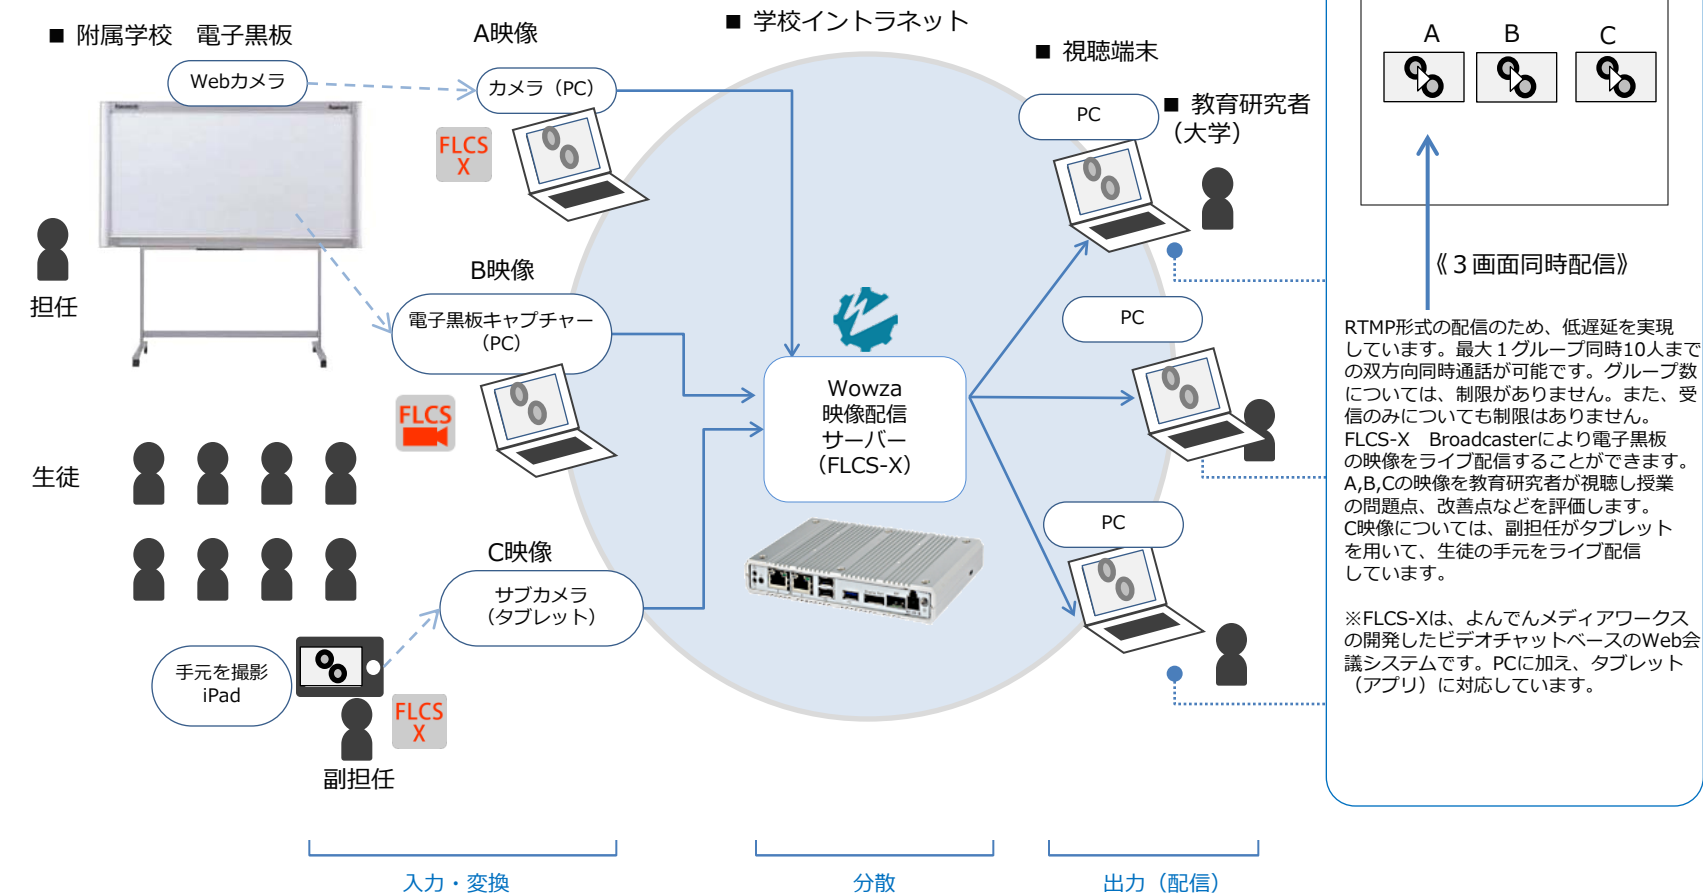 ■ 附属学校　電子黒板
Webカメラ
担任
生徒
手元を撮影
iPad
副担任
A映像
カメラ（PC）
FLCS
X
B映像
電子黒板キャプチャー
（PC）
FLCS
C映像
サブカメラ
（タブレット）
FLCS
X
■ 学校イントラネット
Wowza
映像配信
サーバー
（FLCS-X）
■ 視聴端末
PC
■ 教育研究者
（大学）
PC
PC
A B C
《３画面同時配信》
RTMP形式の配信のため、低遅延を実現
しています。最大１グループ同時10人まで
の双方向同時通話が可能です。グループ数
については、制限がありません。また、受
信のみについても制限はありません。
FLCS-X　Broadcasterにより電子黒板
の映像をライブ配信することができます。
A,B,Cの映像を教育研究者が視聴し授業
の問題点、改善点などを評価します。
C映像については、副担任がタブレット
を用いて、生徒の手元をライブ配信
しています。
※FLCS-Xは、よんでんメディアワークス
の開発したビデオチャットベースのWeb会
議システムです。PCに加え、タブレット
（アプリ）に対応しています。
入力・変換
分散
出力（配信）